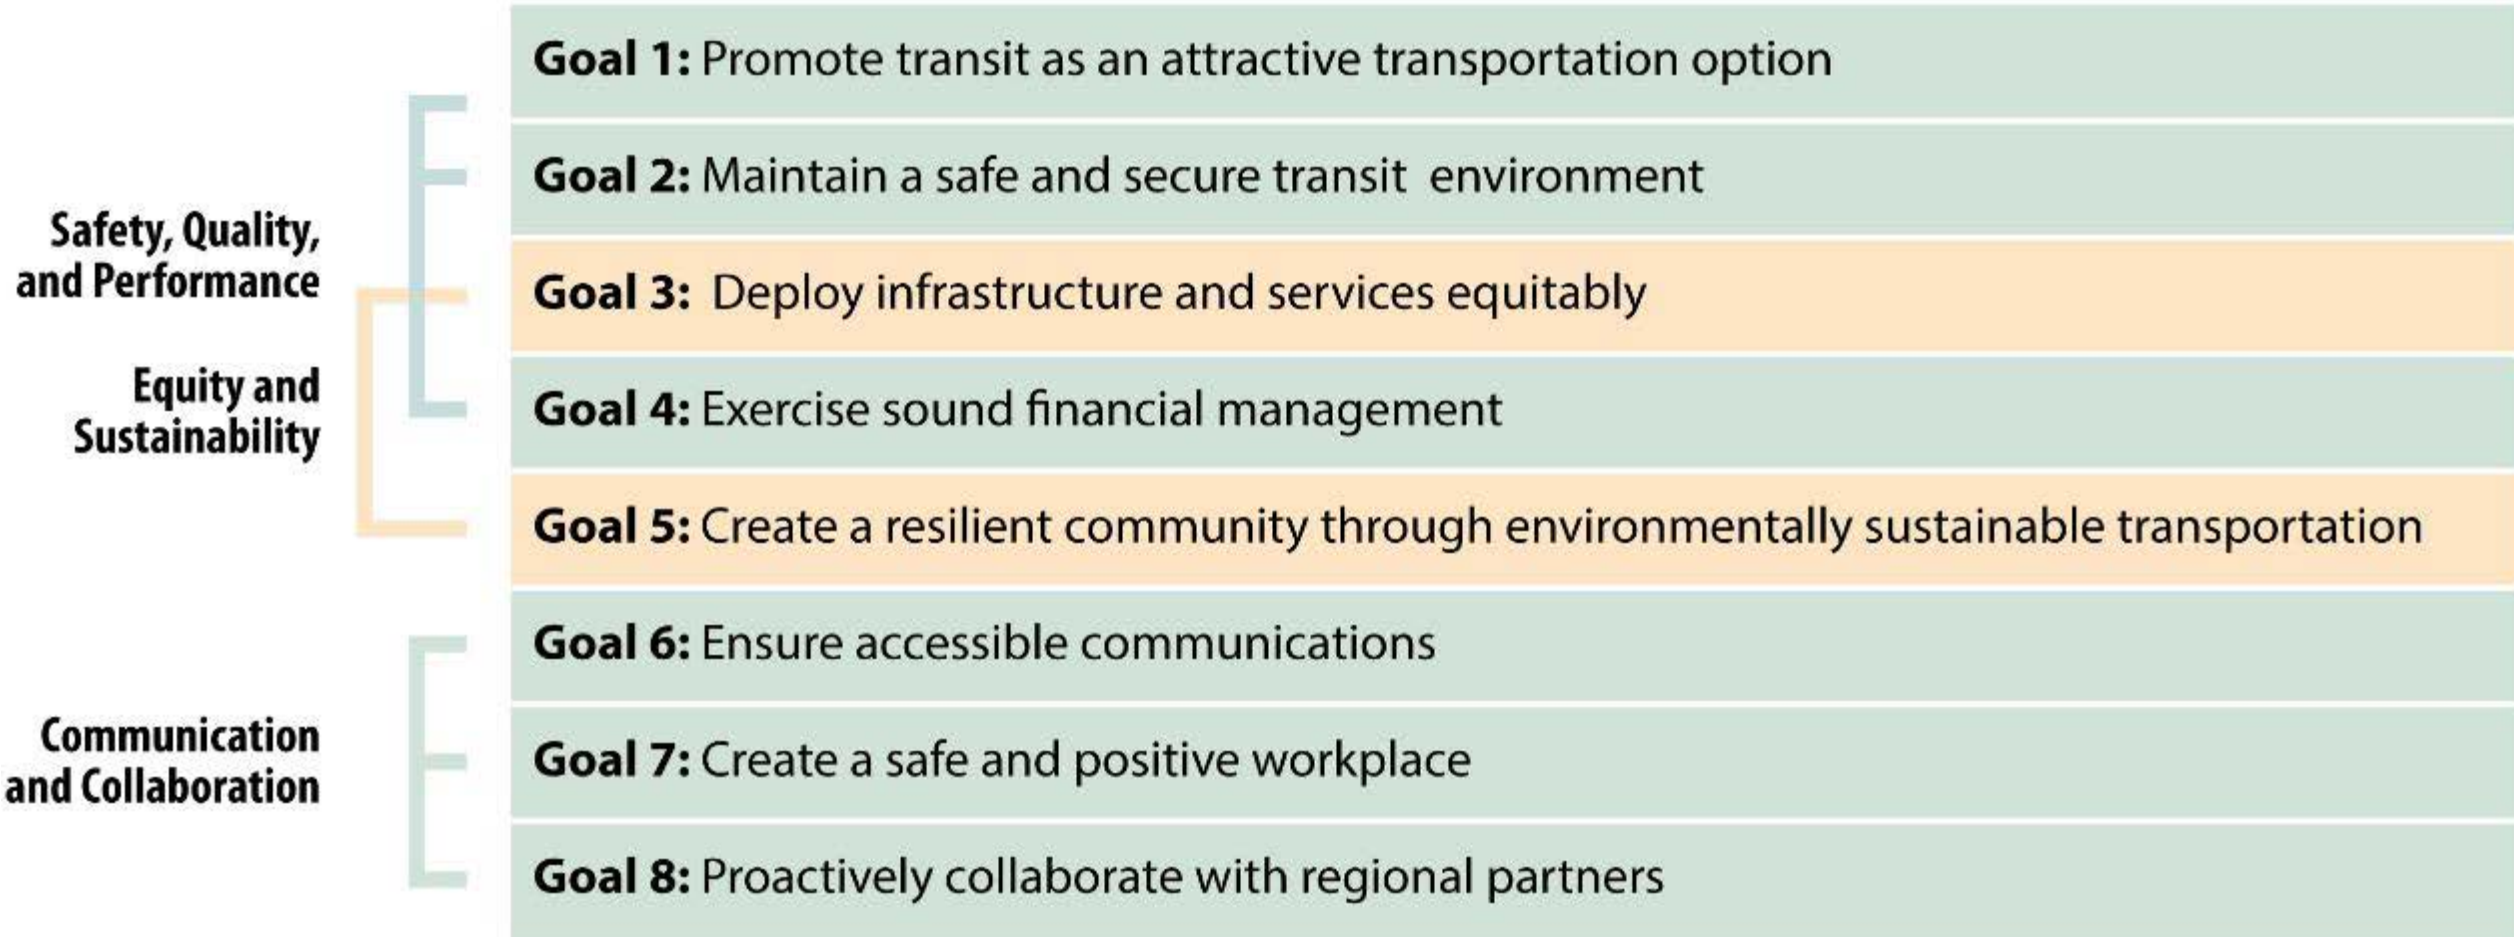 Safety, Quality,
and Performance
Equity and
Sustainability
Communication
and Collaboration
Goal 1: Promote transit as an attractive transportation option
Goal 2: Maintain a safe and secure transit environment
Goal 3: Deploy infrastructure and services equitably
Goal 4: Exercise sound financial management
Goal 5: Create a resilient community through environmentally sustainable transportation
Goal 6: Ensure accessible communications
Goal 7: Create a safe and positive workplace
Goal 8: Proactively collaborate with regional partners